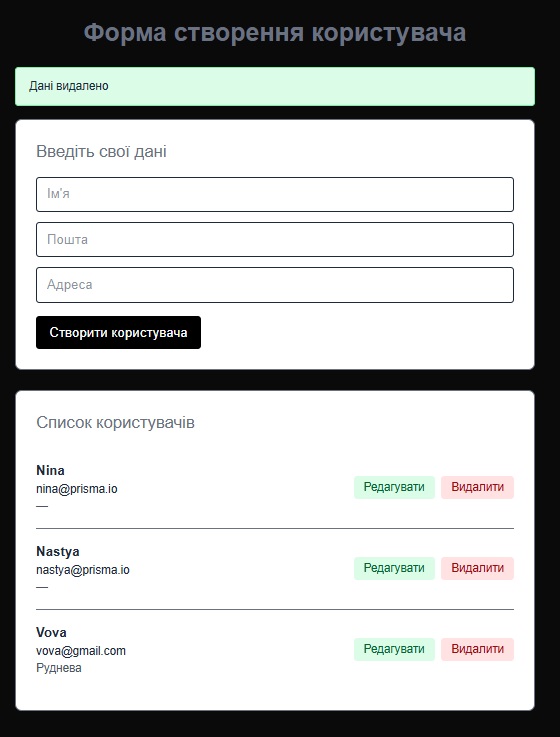 Форма створення користувача
Дані видалено
Введіть свої дані
Ім'я
Пошта
Адреса
Створити користувача
Список користувачів
Nina
nina@prisma.io
—
Редагувати Видалити
Nastya
nastya@prisma.io
—
Редагувати Видалити
Vova
vova@gmail.com
Руднева
Редагувати Видалити